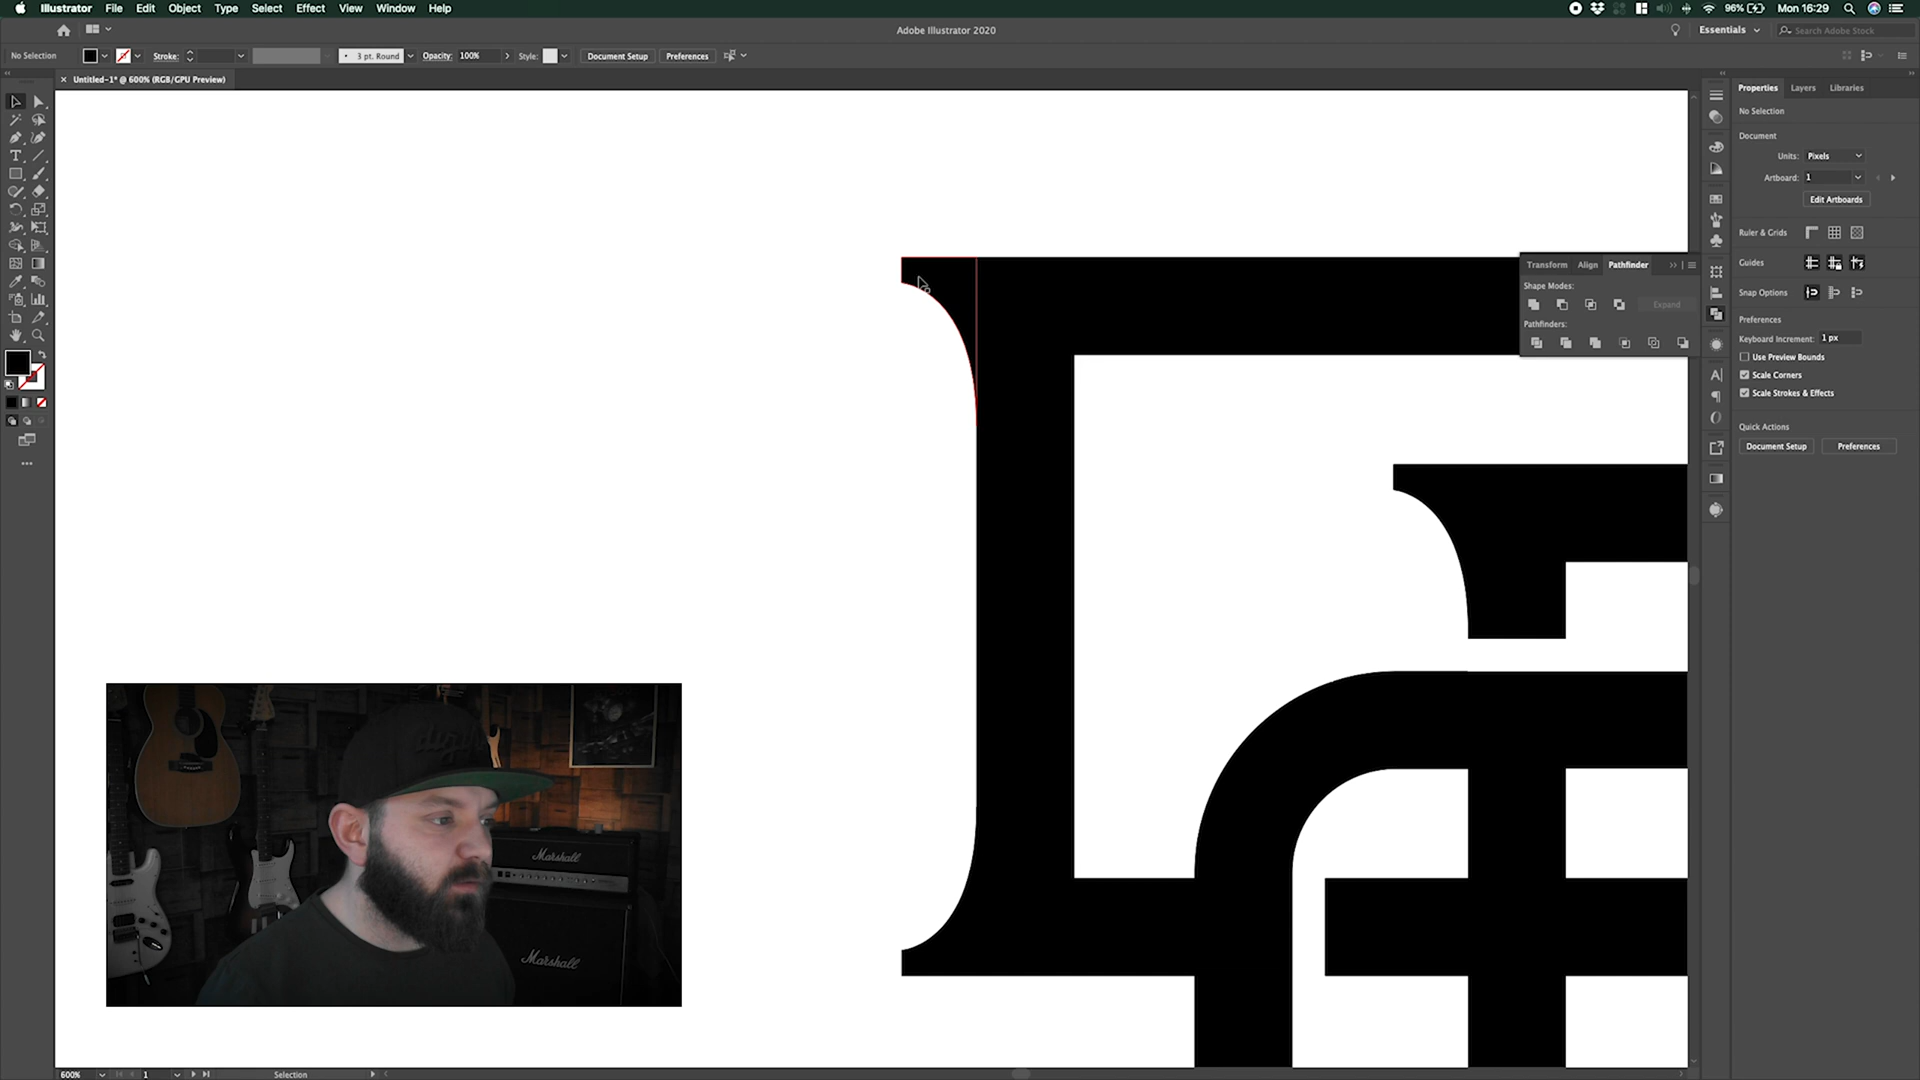 Illustrator File Edit Object Type Select Effect View Window Help
96% Mon 16:29
Adobe Illustrator 2020
Essentials
Search Adobe Stock
No Selection
Stroke:
3 pt. Round
Opacity: 100%
Style:
Document Setup
Preferences
Untitled-1* @ 600% (RGB/GPU Preview)
Properties Layers Libraries
No Selection
Document
Units: Pixels
Artboard: 1
Edit Artboards
Ruler & Grids
Guides
Snap Options
Preferences
Keyboard Increment: 1 px
Use Preview Bounds
Scale Corners
Scale Strokes & Effects
Quick Actions
Document Setup Preferences
Transform Align Pathfinder
Shape Modes:
Expand
Pathfinders:
Marshall
Marshall
600% 1 Selection